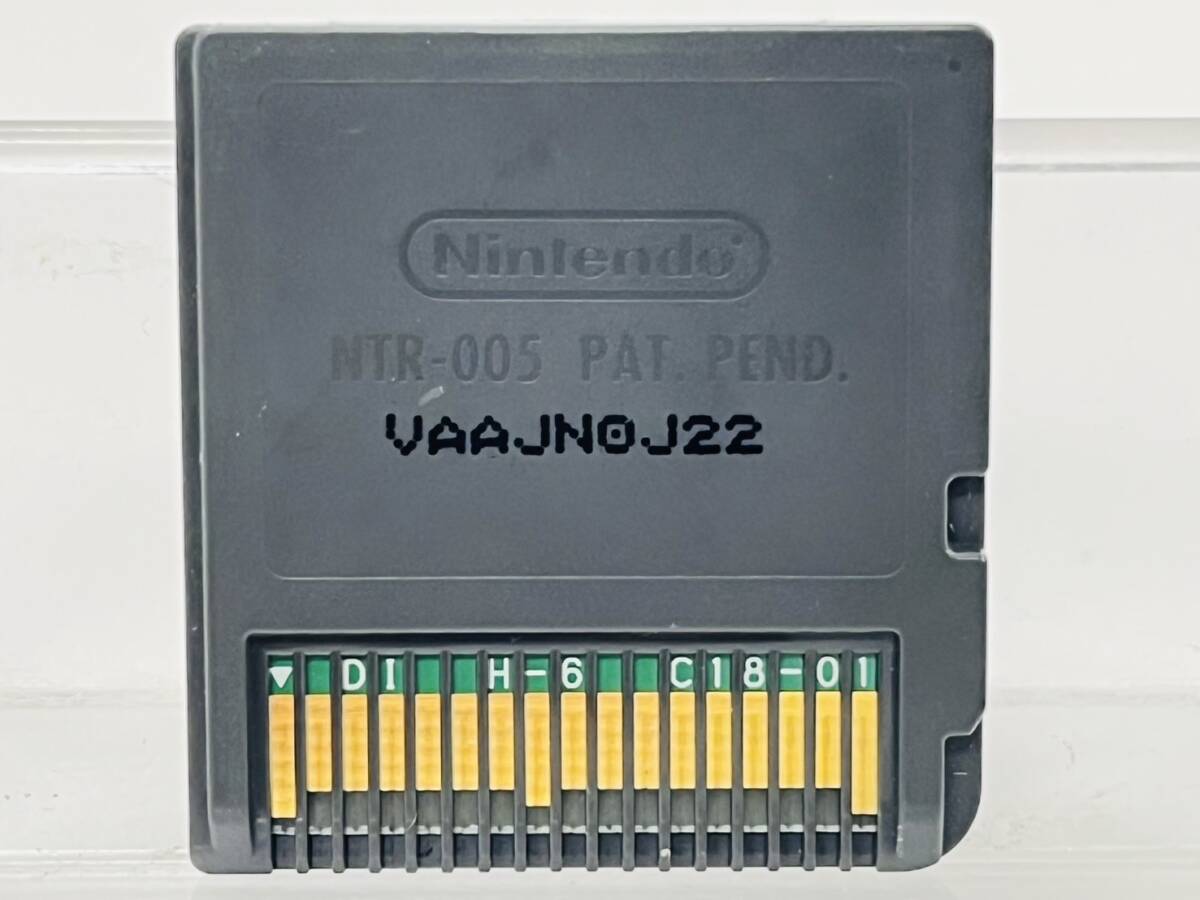 Nintendo
NTR-005 PAT. PEND.
VAAJN0J22
▼ DI H-6 C18-01